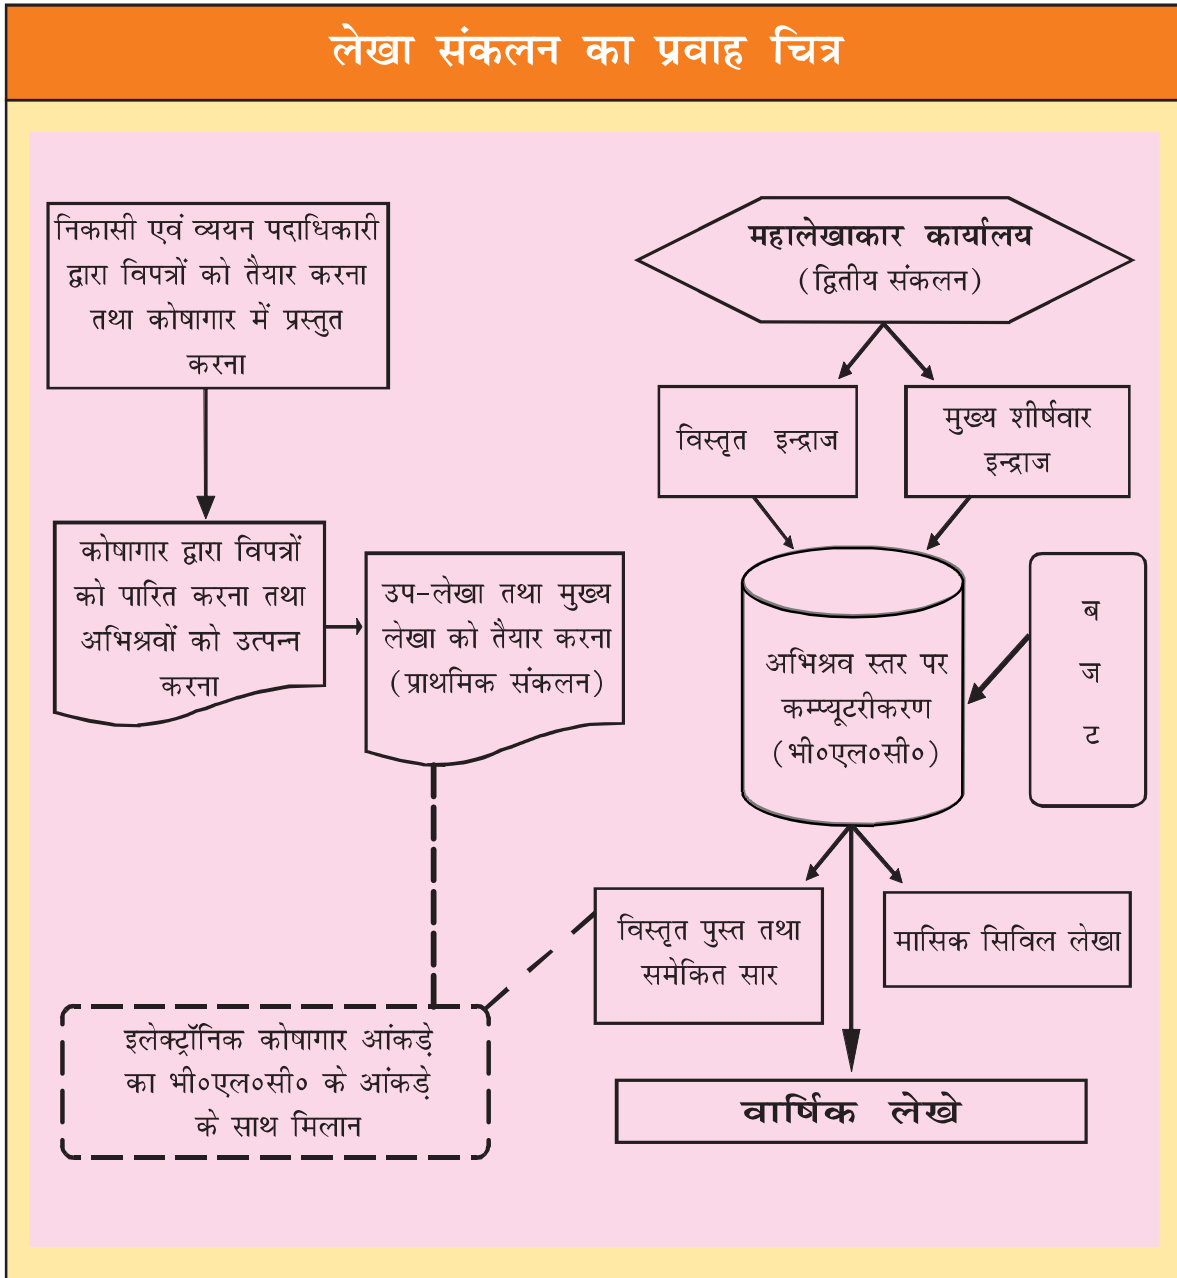 लेखा संकलन का प्रवाह चित्र
निकासी एवं व्ययन पदाधिकारी
द्वारा विपत्रों को तैयार करना
तथा कोषागार में प्रस्तुत
करना
कोषागार द्वारा विपत्रों
को पारित करना तथा
अभिश्रवों को उत्पन्न
करना
उप-लेखा तथा मुख्य
लेखा को तैयार करना
(प्राथमिक संकलन)
महालेखाकार कार्यालय
(द्वितीय संकलन)
विस्तृत इन्द्राज
मुख्य शीर्षवार
इन्द्राज
अभिश्रव स्तर पर
कम्प्यूटरीकरण
(भी०एल०सी०)
ब
ज
ट
विस्तृत पुस्त तथा
समेकित सार
मासिक सिविल लेखा
इलेक्ट्रॉनिक कोषागार आंकड़े
का भी०एल०सी० के आंकड़े
के साथ मिलान
वार्षिक लेखे